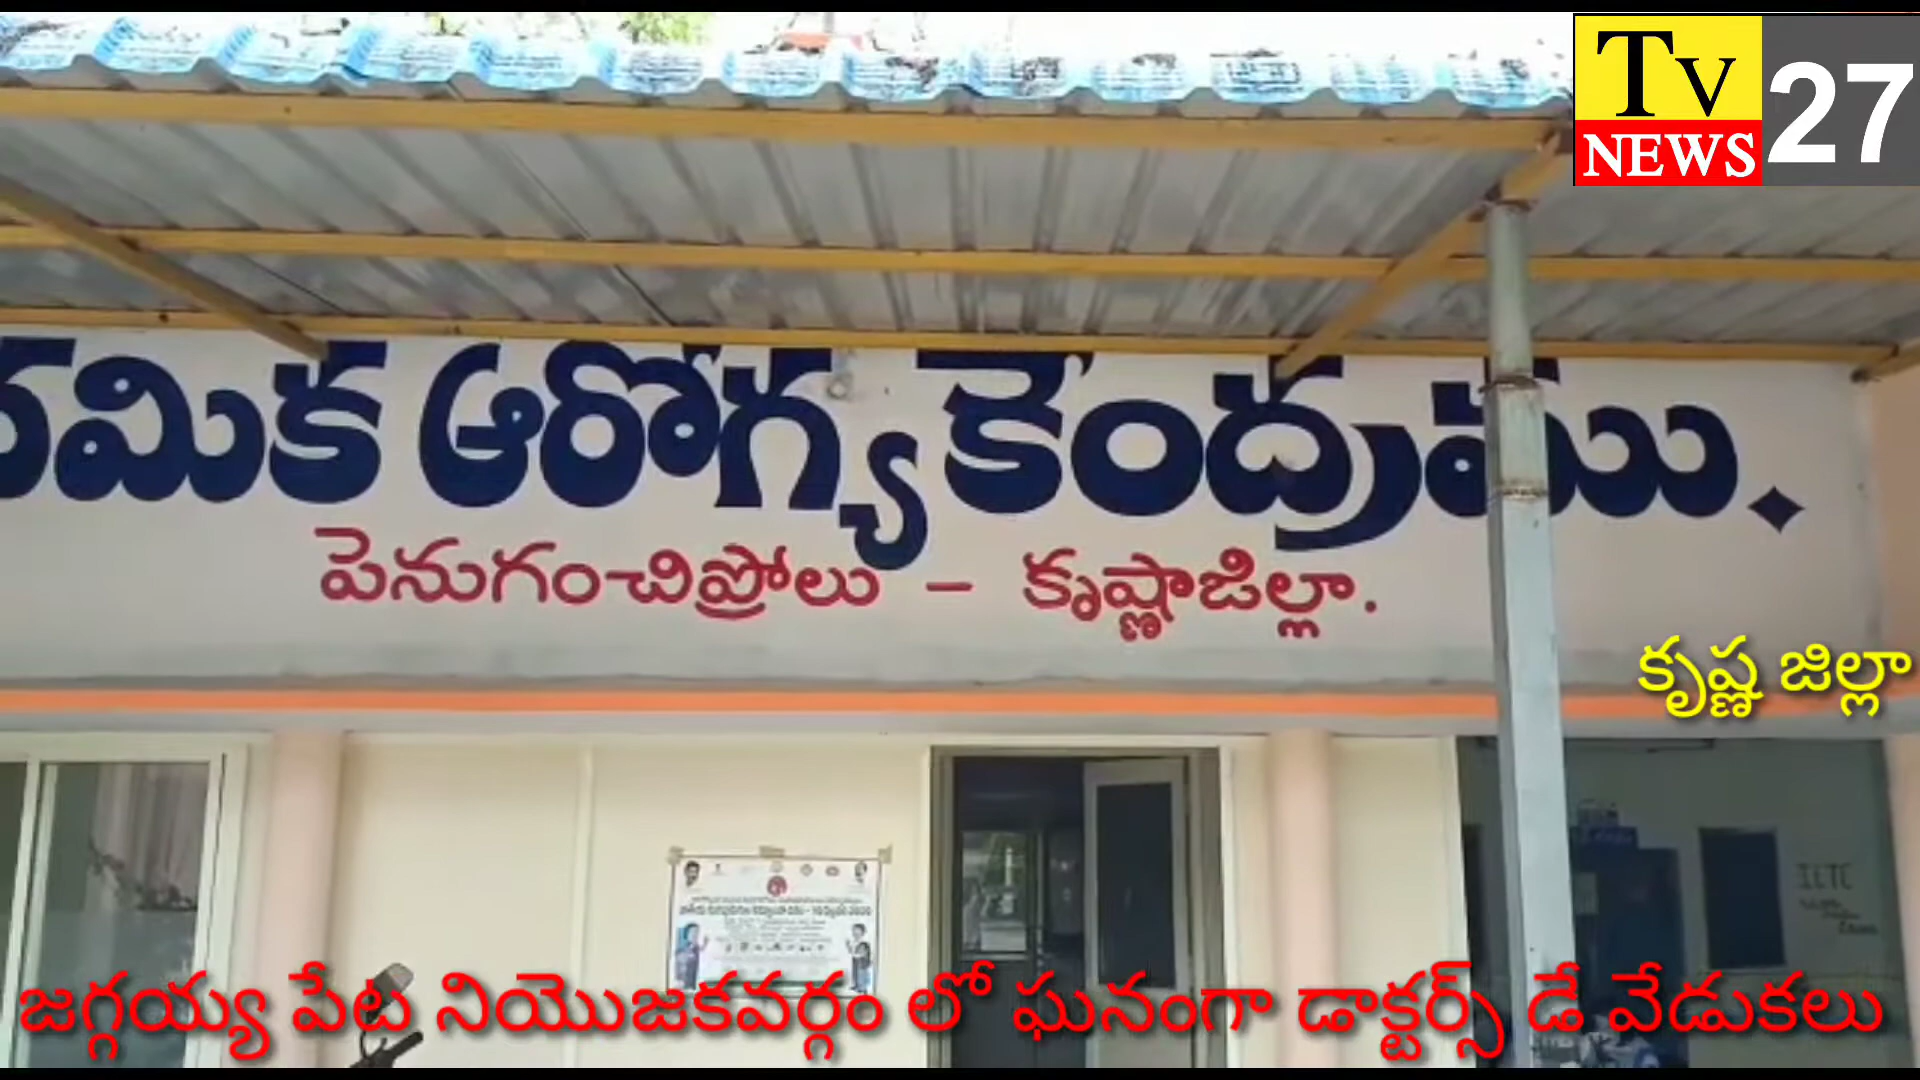 Tv 27
NEWS
ఆరోగ్య కేంద్రము.
పెనుగంచిప్రోలు – కృష్ణాజిల్లా.
కృష్ణ జిల్లా
ICTC
జగ్గయ్య పేట నియొజకవర్గం లో ఘనంగా డాక్టర్స్ డే వేడుకలు